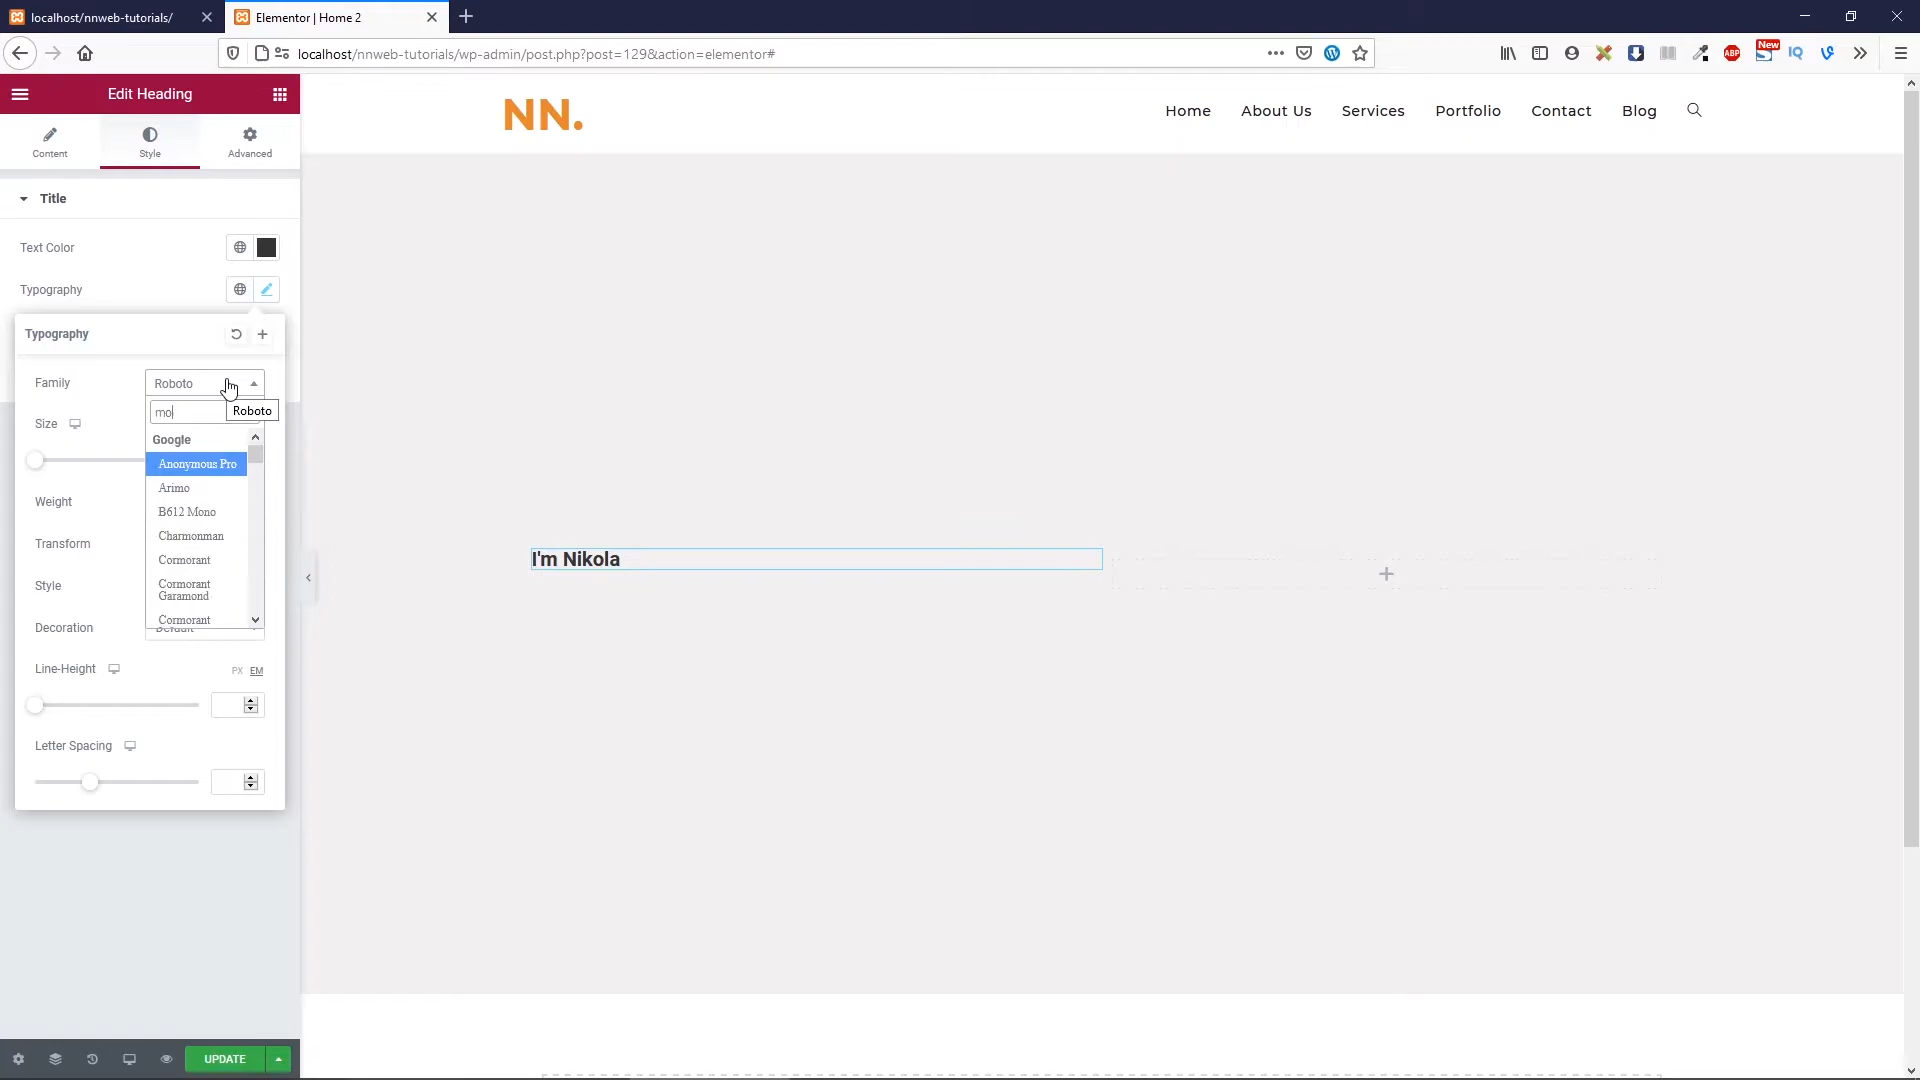 localhost/nnweb-tutorials/
Elementor | Home 2
localhost/nnweb-tutorials/wp-admin/post.php?post=129&action=elementor#
New
ABP
IQ
Edit Heading
Content
Style
Advanced
NN.
Home
About Us
Services
Portfolio
Contact
Blog
Title
Text Color
Typography
Typography
Family
Roboto
mo
Roboto
Size
Google
Anonymous Pro
Arimo
B612 Mono
Charmonman
Cormorant
Cormorant
Garamond
Cormorant
Weight
Transform
Style
Decoration
Default
Line-Height
PX
EM
Letter Spacing
I'm Nikola
UPDATE